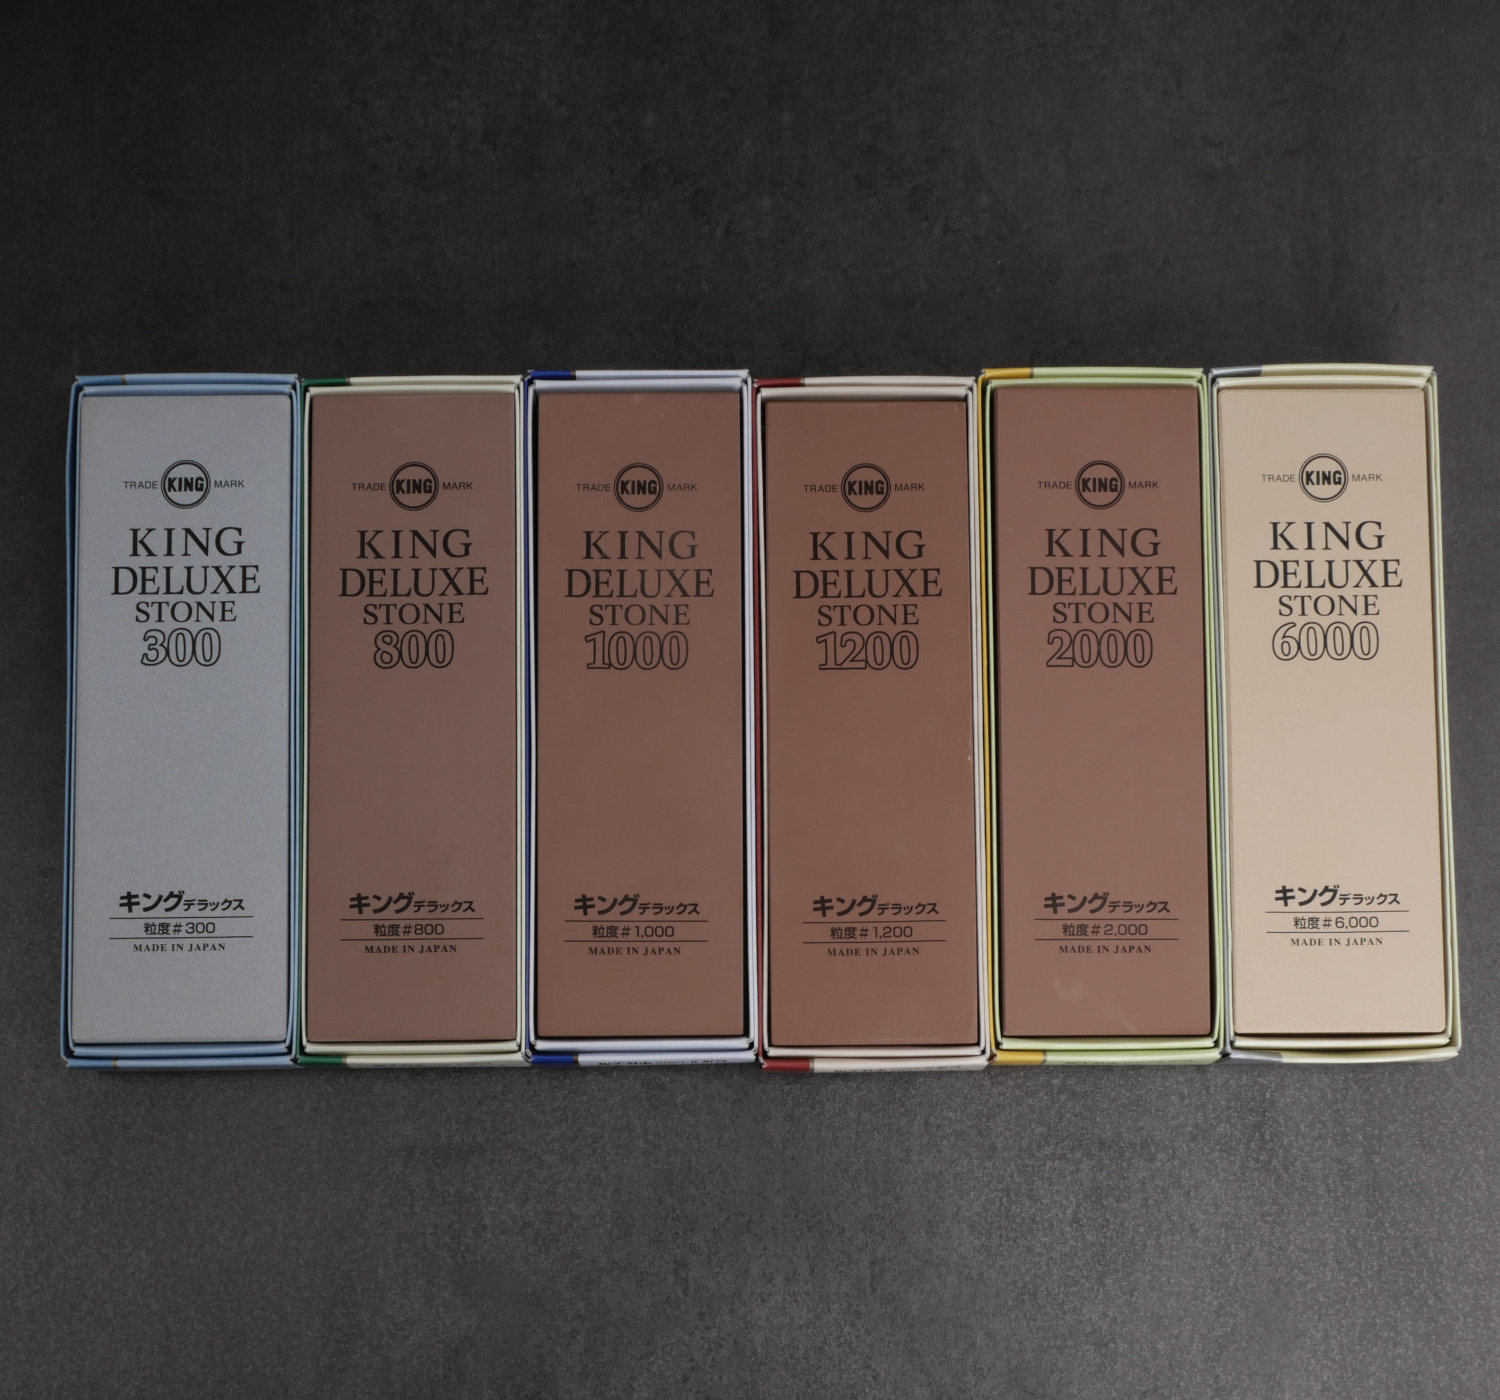 TRADE KING MARK
KING
DELUXE
STONE
300
キングデラックス
粒度#300
MADE IN JAPAN
TRADE KING MARK
KING
DELUXE
STONE
800
キングデラックス
粒度#800
MADE IN JAPAN
TRADE KING MARK
KING
DELUXE
STONE
1000
キングデラックス
粒度#1,000
MADE IN JAPAN
TRADE KING MARK
KING
DELUXE
STONE
1200
キングデラックス
粒度#1,200
MADE IN JAPAN
TRADE KING MARK
KING
DELUXE
STONE
2000
キングデラックス
粒度#2,000
MADE IN JAPAN
TRADE KING MARK
KING
DELUXE
STONE
6000
キングデラックス
粒度#6,000
MADE IN JAPAN